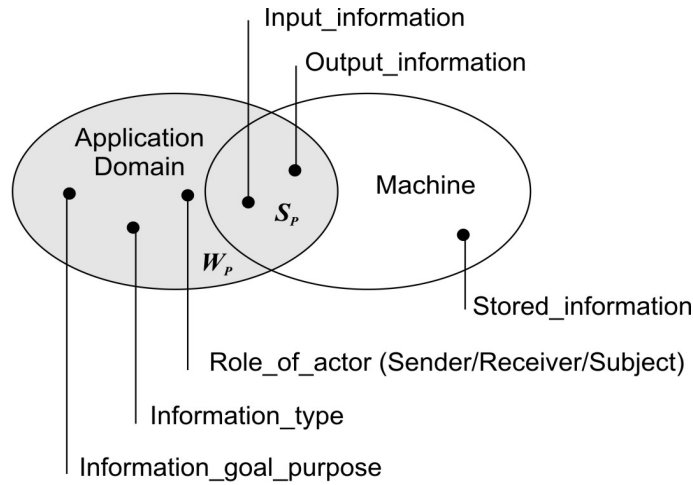 Input_information
Output_information
Application
Domain
Machine
S_P
W_P
Stored_information
Role_of_actor (Sender/Receiver/Subject)
Information_type
Information_goal_purpose